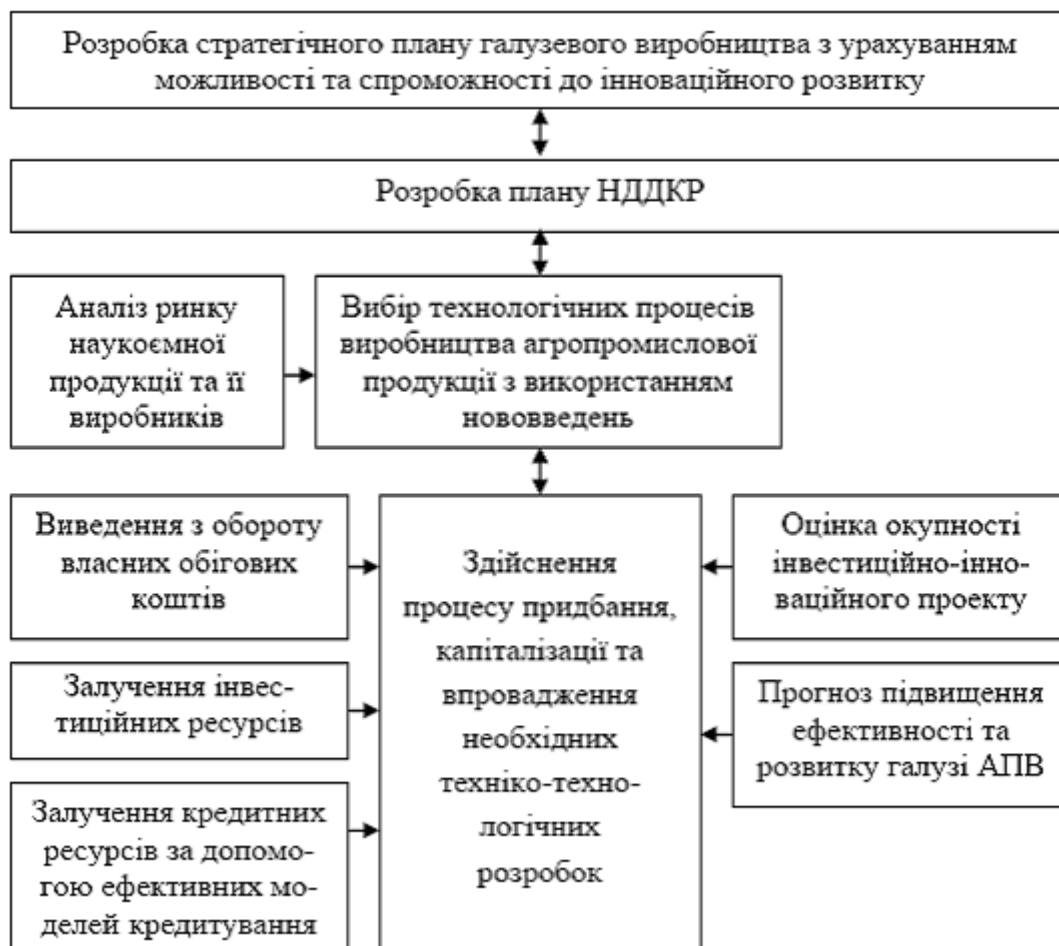 Розробка стратегічного плану галузевого виробництва з урахуванням
можливості та спроможності до інноваційного розвитку
Розробка плану НДДКР
Аналіз ринку
наукоємної
продукції та її
виробників
Вибір технологічних процесів
виробництва агропромислової
продукції з використанням
нововведень
Виведення з обороту
власних обігових
коштів
Залучення інвес-
тиційних ресурсів
Залучення кредитних
ресурсів за допомо-
гою ефективних мо-
делей кредитування
Здійснення
процесу придбання,
капіталізації та
впровадження
необхідних
техніко-техно-
логічних
розробок
Оцінка окупності
інвестиційно-інно-
ваційного проекту
Прогноз підвищення
ефективності та
розвитку галузі АПВ